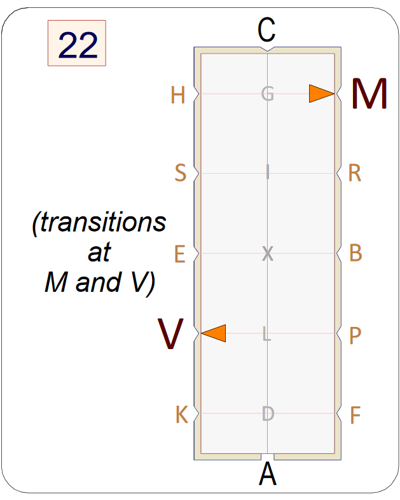 22
C
H G M
S I R
(transitions
at
M and V)
E X B
V L P
K D F
A